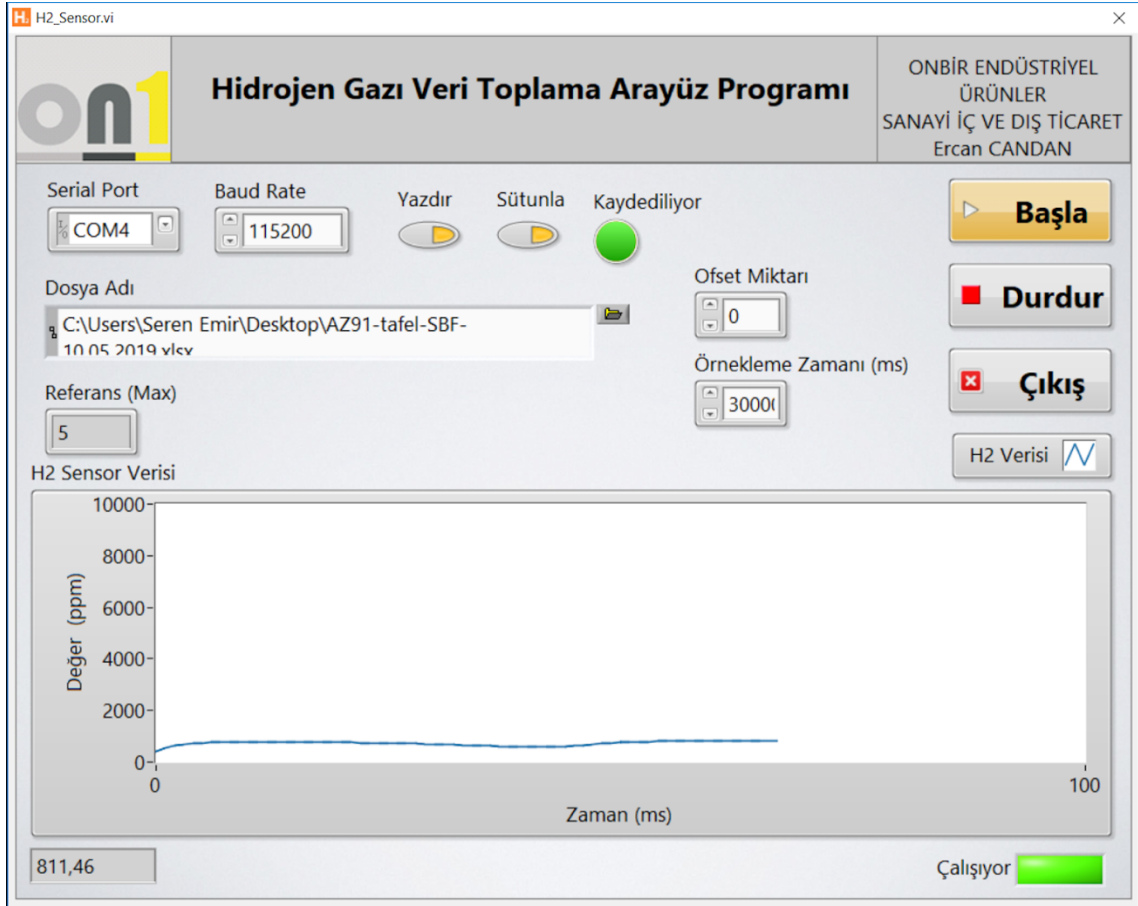 H2_Sensor.vi
on1
Hidrojen Gazı Veri Toplama Arayüz Programı
ONBİR ENDÜSTRİYEL
ÜRÜNLER
SANAYİ İÇ VE DIŞ TİCARET
Ercan CANDAN
Serial Port
Baud Rate
Yazdır
Sütunla
Kaydediliyor
COM4
115200
Başla
Dosya Adı
C:\Users\Seren Emir\Desktop\AZ91-tafel-SBF-
10.05.2019.xlsx
Ofset Miktarı
0
Durdur
Örnekleme Zamanı (ms)
30000
Çıkış
Referans (Max)
5
H2 Verisi
H2 Sensor Verisi
10000
8000
6000
4000
2000
0
Değer (ppm)
0
100
Zaman (ms)
811,46
Çalışıyor